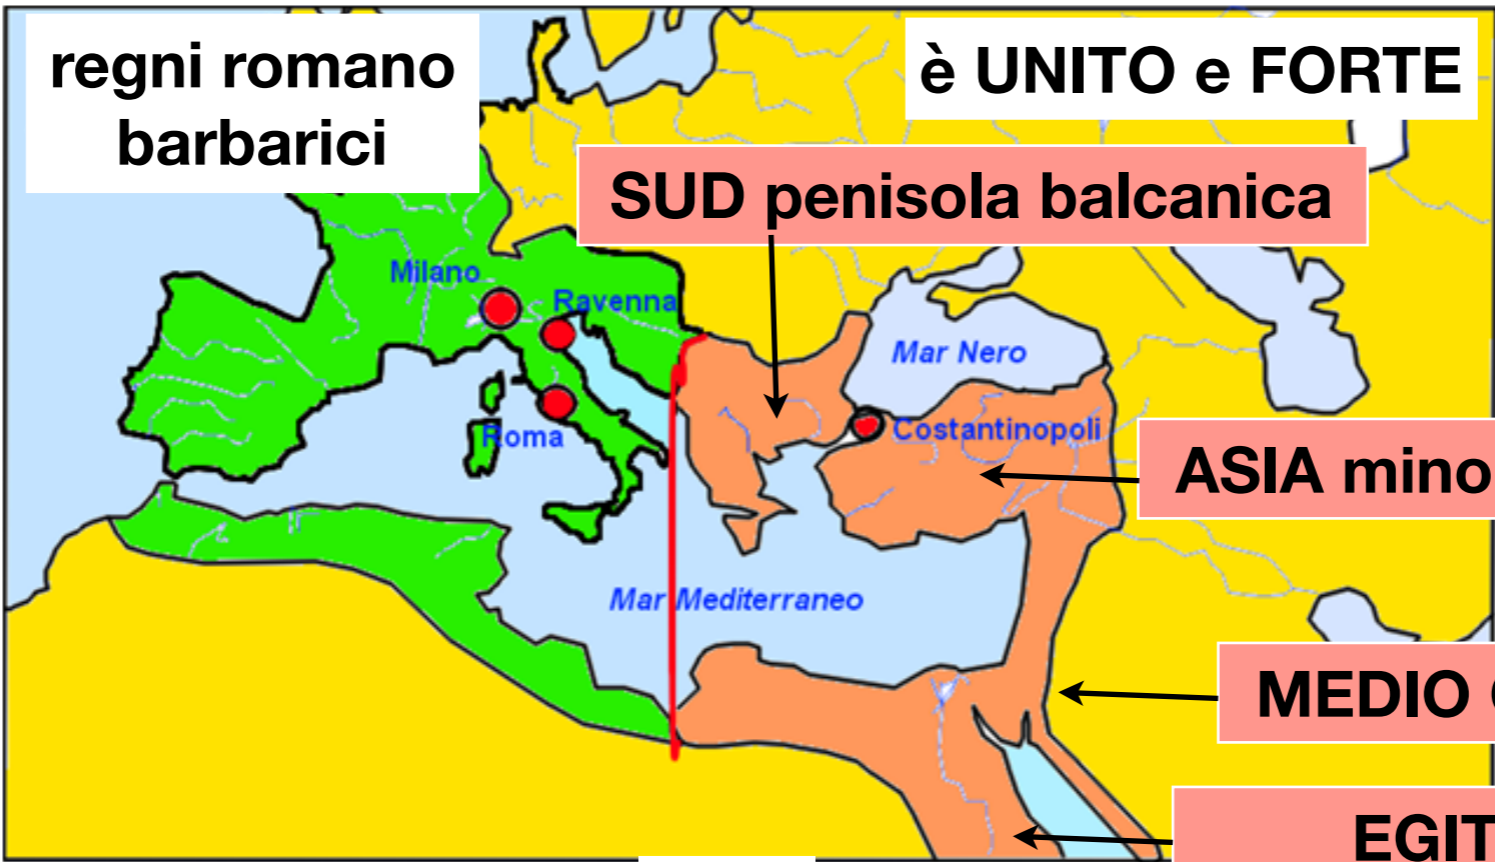 regni romano
barbarici
è UNITO e FORTE
SUD penisola balcanica
Milano
Ravenna
Mar Nero
Roma
Costantinopoli
ASIA mino
Mar Mediterraneo
MEDIO
EGIT